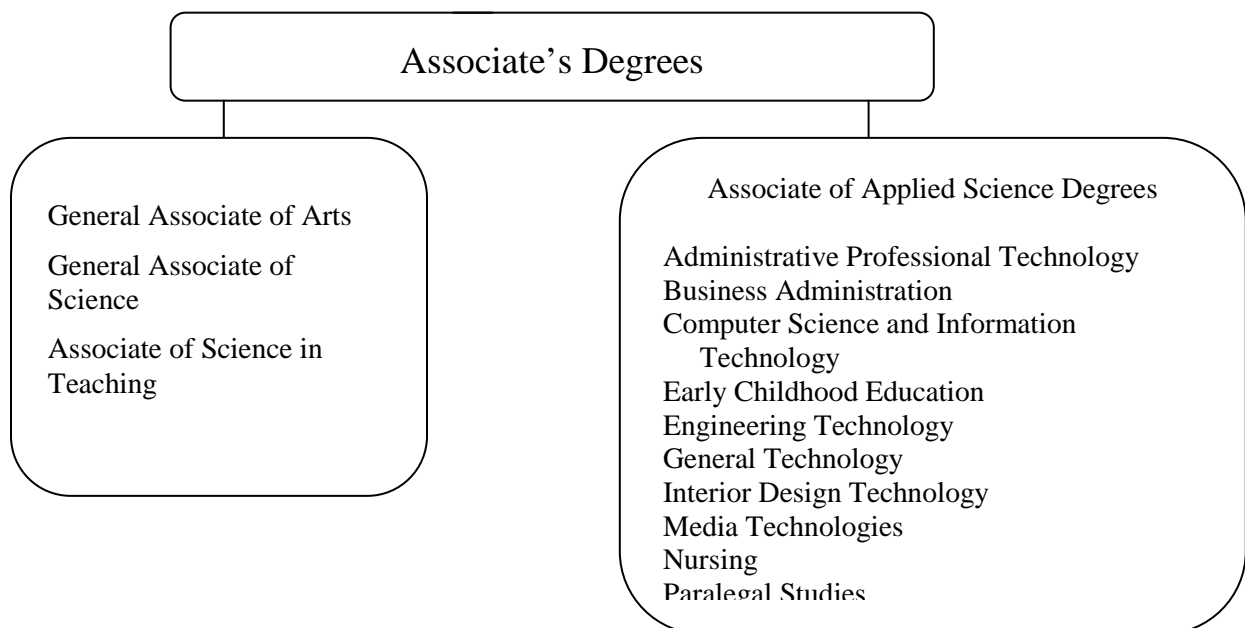 Associate’s Degrees
General Associate of Arts
General Associate of
Science
Associate of Science in
Teaching
Associate of Applied Science Degrees
Administrative Professional Technology
Business Administration
Computer Science and Information
Technology
Early Childhood Education
Engineering Technology
General Technology
Interior Design Technology
Media Technologies
Nursing
Paralegal Studies